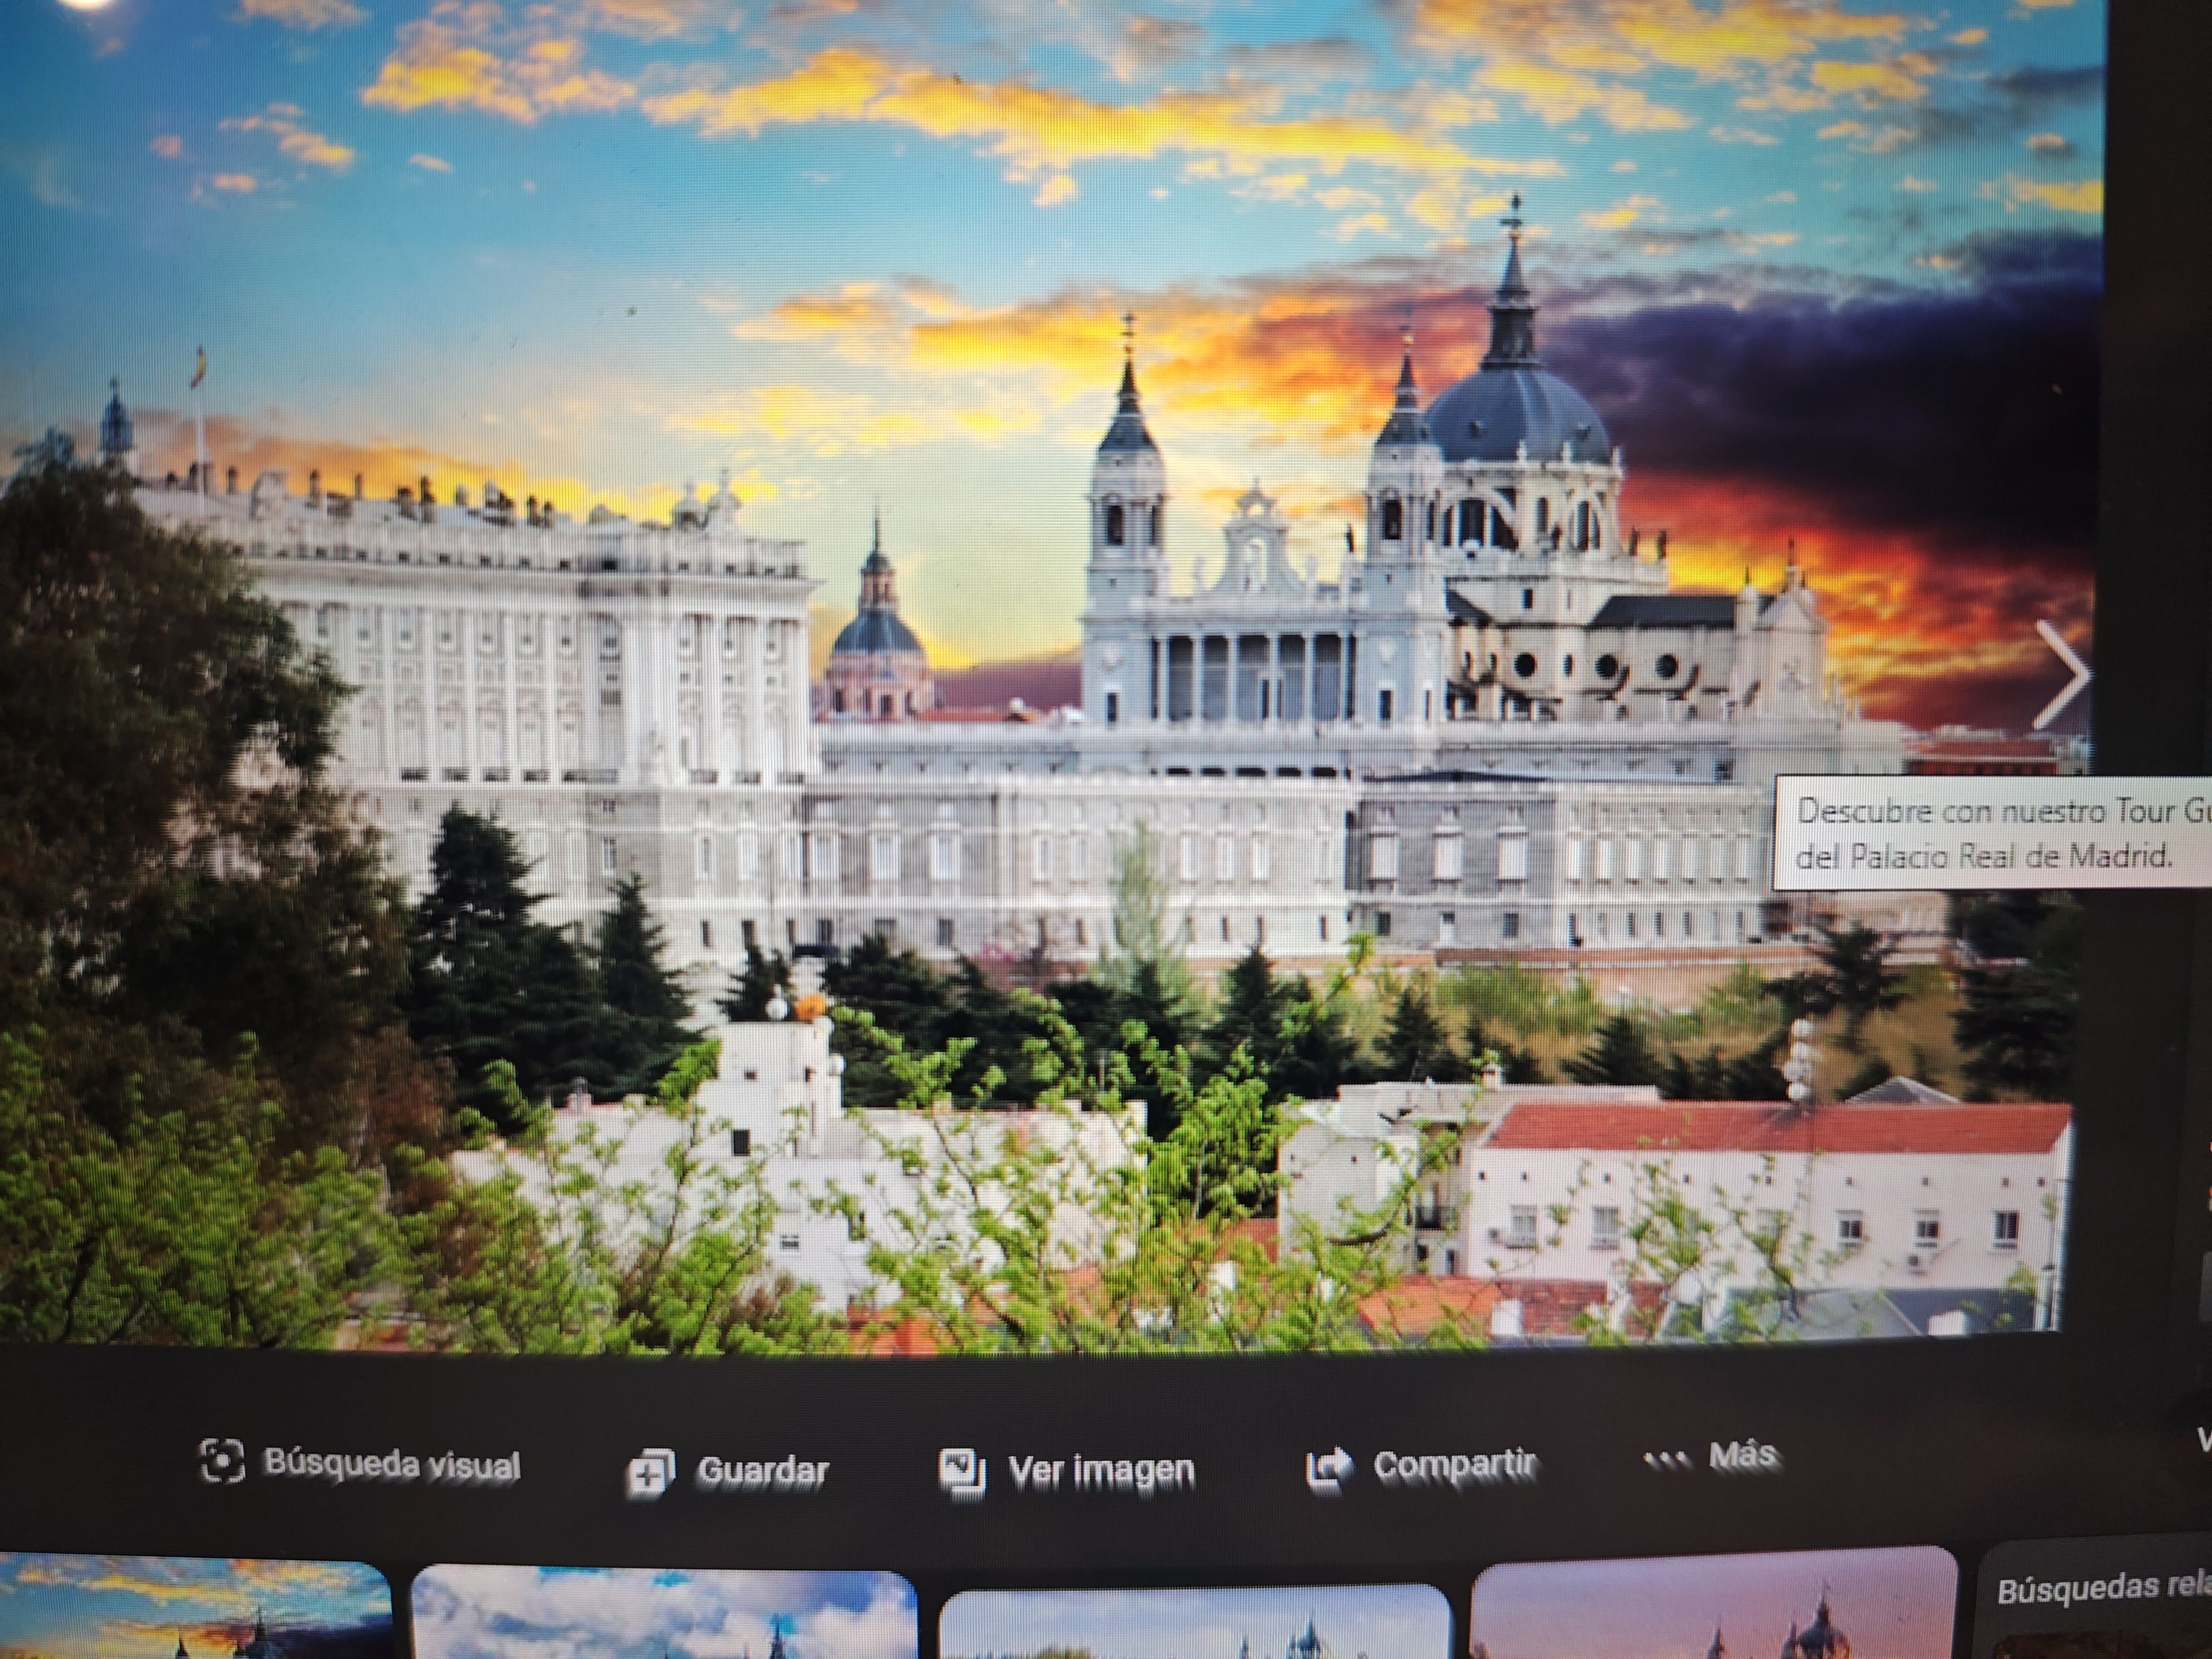 Descubre con nuestro Tour
del Palacio Real de Madrid.
Búsqueda visual
Guardar
Ver imagen
Compartir
Más
Búsquedas